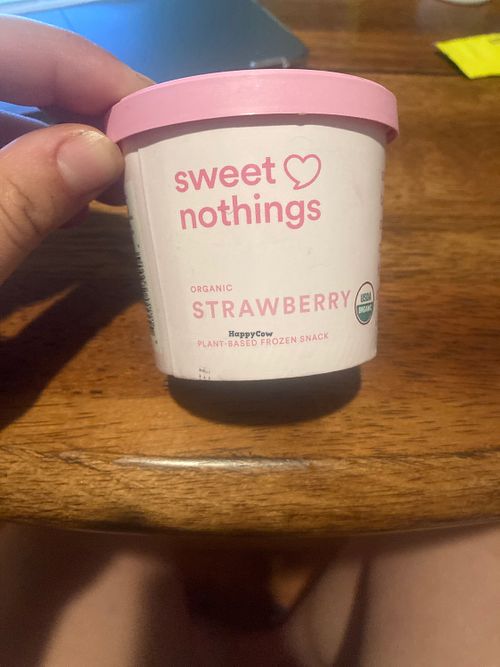 sweet
nothings
ORGANIC
STRAWBERRY
USDA
ORGANIC
HappyCow
PLANT-BASED FROZEN SNACK